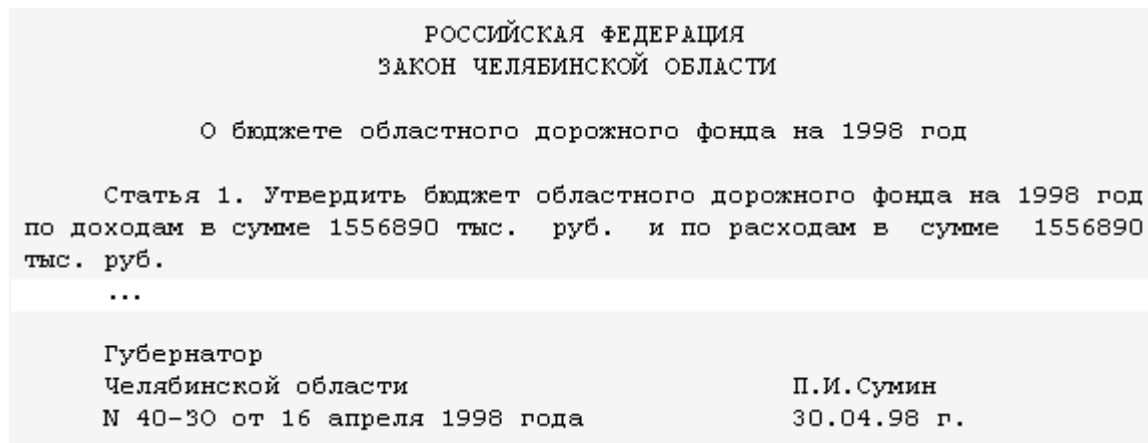 РОССИЙСКАЯ ФЕДЕРАЦИЯ
ЗАКОН ЧЕЛЯБИНСКОЙ ОБЛАСТИ
О бюджете областного дорожного фонда на 1998 год
Статья 1. Утвердить бюджет областного дорожного фонда на 1998 год
по доходам в сумме 1556890 тыс. руб. и по расходам в сумме 1556890
тыс. руб.
...
Губернатор
Челябинской области П.И.Сумин
N 40-ЗО от 16 апреля 1998 года 30.04.98 г.